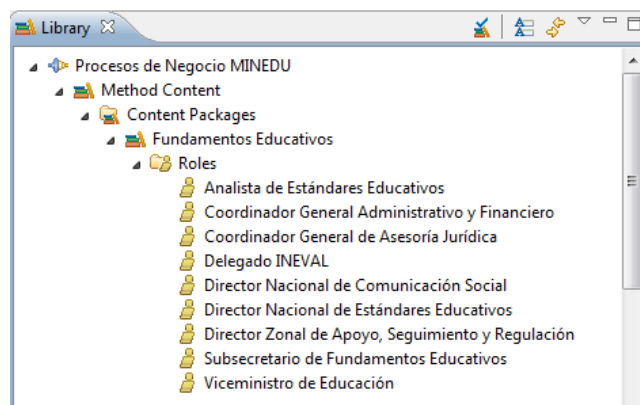 Library
Procesos de Negocio MINEDU
Method Content
Content Packages
Fundamentos Educativos
Roles
Analista de Estándares Educativos
Coordinador General Administrativo y Financiero
Coordinador General de Asesoría Jurídica
Delegado INEVAL
Director Nacional de Comunicación Social
Director Nacional de Estándares Educativos
Director Zonal de Apoyo, Seguimiento y Regulación
Subsecretario de Fundamentos Educativos
Viceministro de Educación